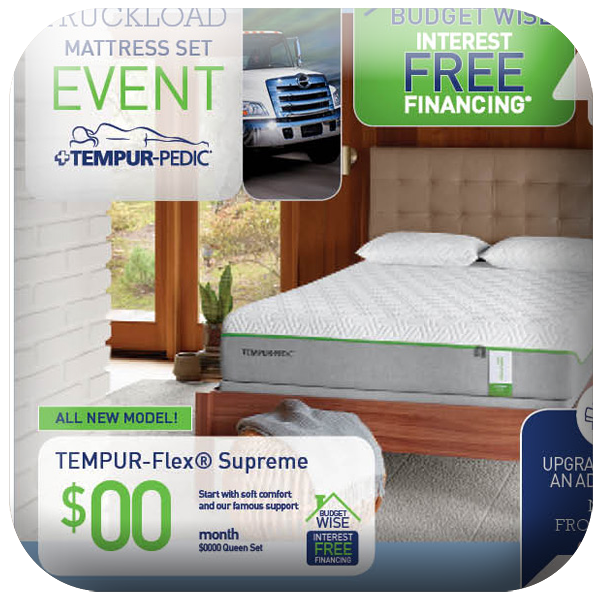 TRUCKLOAD
MATTRESS SET
EVENT
TEMPUR-PEDIC®
BUDGET WISE
INTEREST
FREE
FINANCING*
TEMPUR-PEDIC
ALL NEW MODEL!
TEMPUR-Flex® Supreme
$00
Start with soft comfort
and our famous support
month
$0000 Queen Set
BUDGET
WISE
INTEREST
FREE
FINANCING
UPGRA
AN AD
FRO